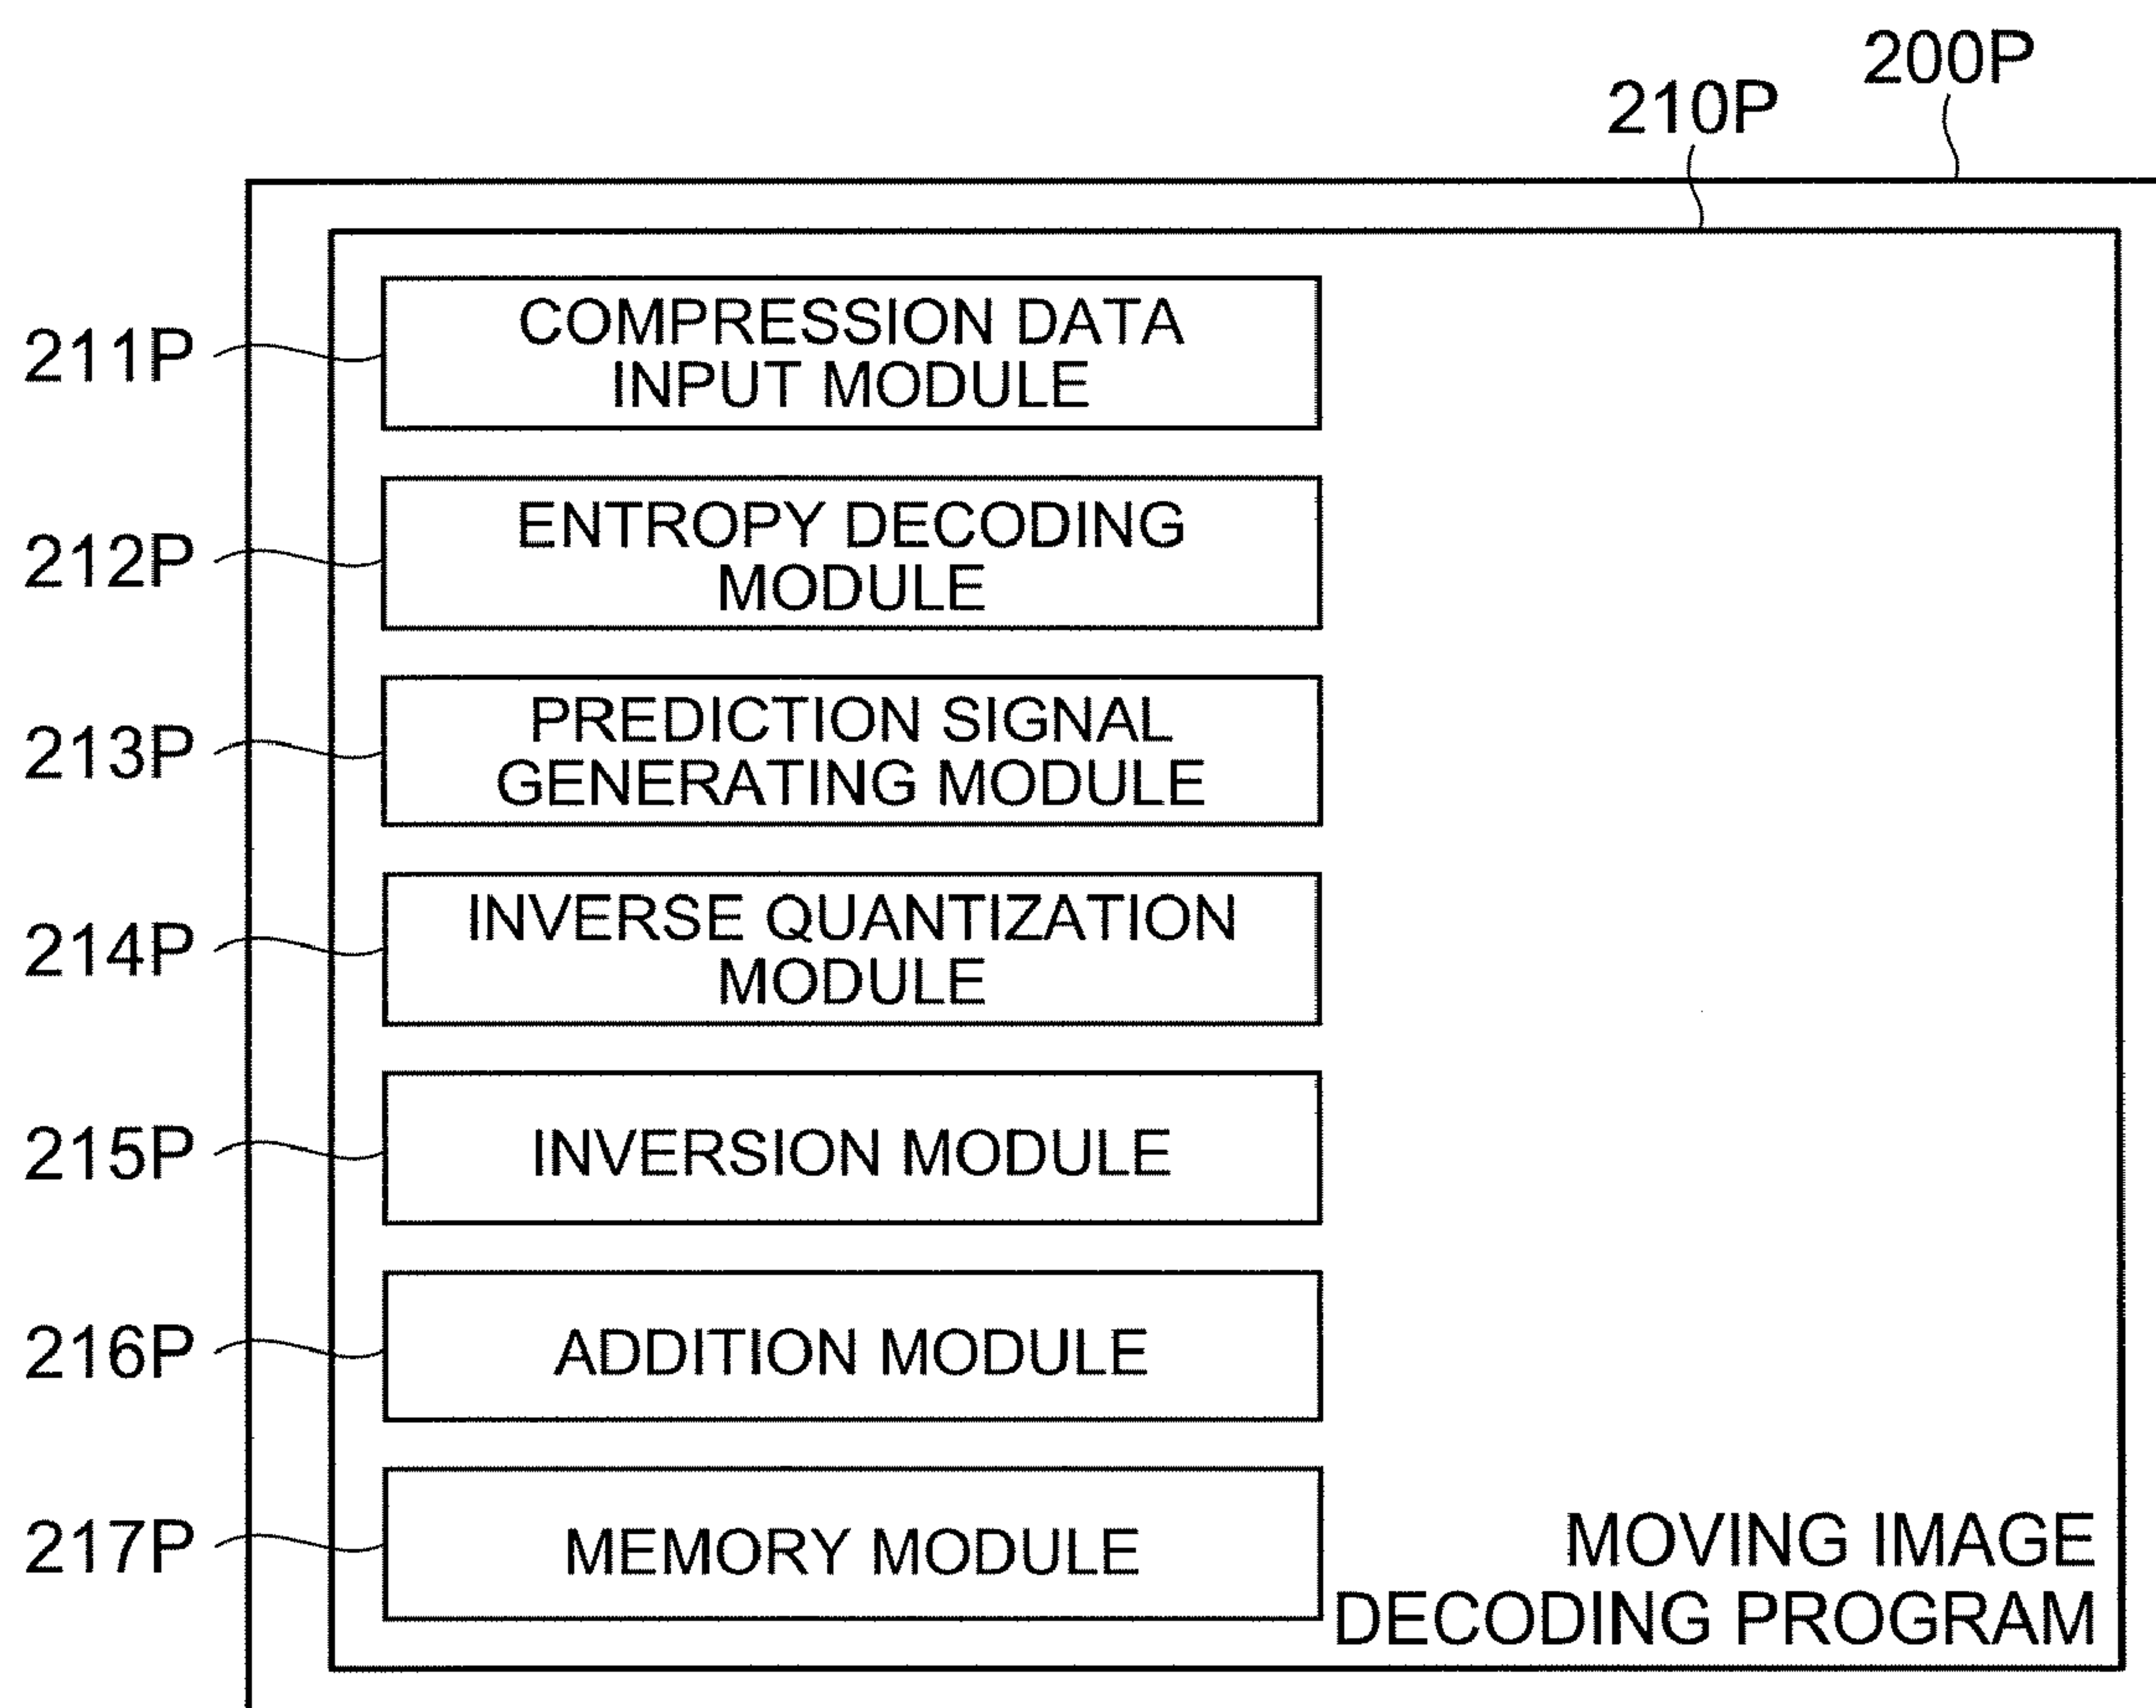 200P
210P
211P
COMPRESSION DATA
INPUT MODULE
212P
ENTROPY DECODING
MODULE
213P
PREDICTION SIGNAL
GENERATING MODULE
214P
INVERSE QUANTIZATION
MODULE
215P
INVERSION MODULE
216P
ADDITION MODULE
217P
MEMORY MODULE
MOVING IMAGE
DECODING PROGRAM